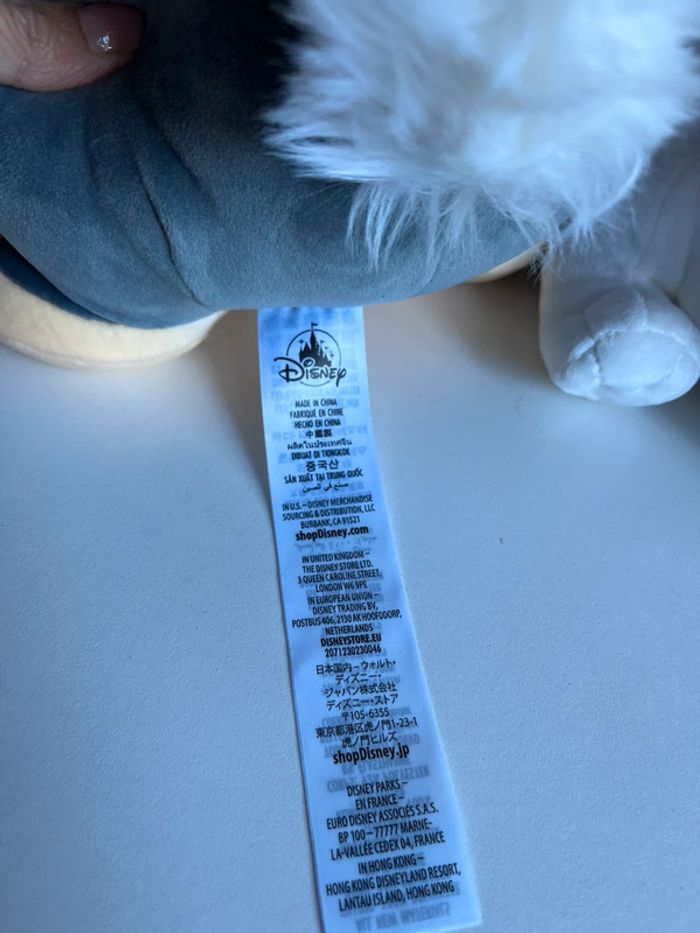 Disney
MADE IN CHINA
FABRIQUÉ EN CHINE
HECHO EN CHINA
中國製
ผลิตในประเทศจีน
DIBUAT DI TIONGKOK
중국산
SẢN XUẤT TẠI TRUNG QUỐC
صنع في الصين
IN U.S. – DISNEY MERCHANDISE
SOURCING & DISTRIBUTION, LLC
BURBANK, CA 91521
shopDisney.com
IN UNITED KINGDOM –
THE DISNEY STORE LTD.
3 QUEEN CAROLINE STREET,
LONDON W6 9PE
IN EUROPEAN UNION –
DISNEY TRADING BV,
POSTBUS 406, 2130 AK HOOFDDORP,
NETHERLANDS
DISNEYSTORE.EU
2071230230046
日本国内 – ウォルト・
ディズニー・
ジャパン株式会社
ディズニー・ストア
〒105-6355
東京都港区虎ノ門1-23-1
虎ノ門ヒルズ
shopDisney.jp
DISNEY PARKS –
EN FRANCE –
EURO DISNEY ASSOCIÉS S.A.S.
BP 100 – 77777 MARNE-
LA-VALLÉE CEDEX 04, FRANCE
IN HONG KONG –
HONG KONG DISNEYLAND RESORT,
LANTAU ISLAND, HONG KONG